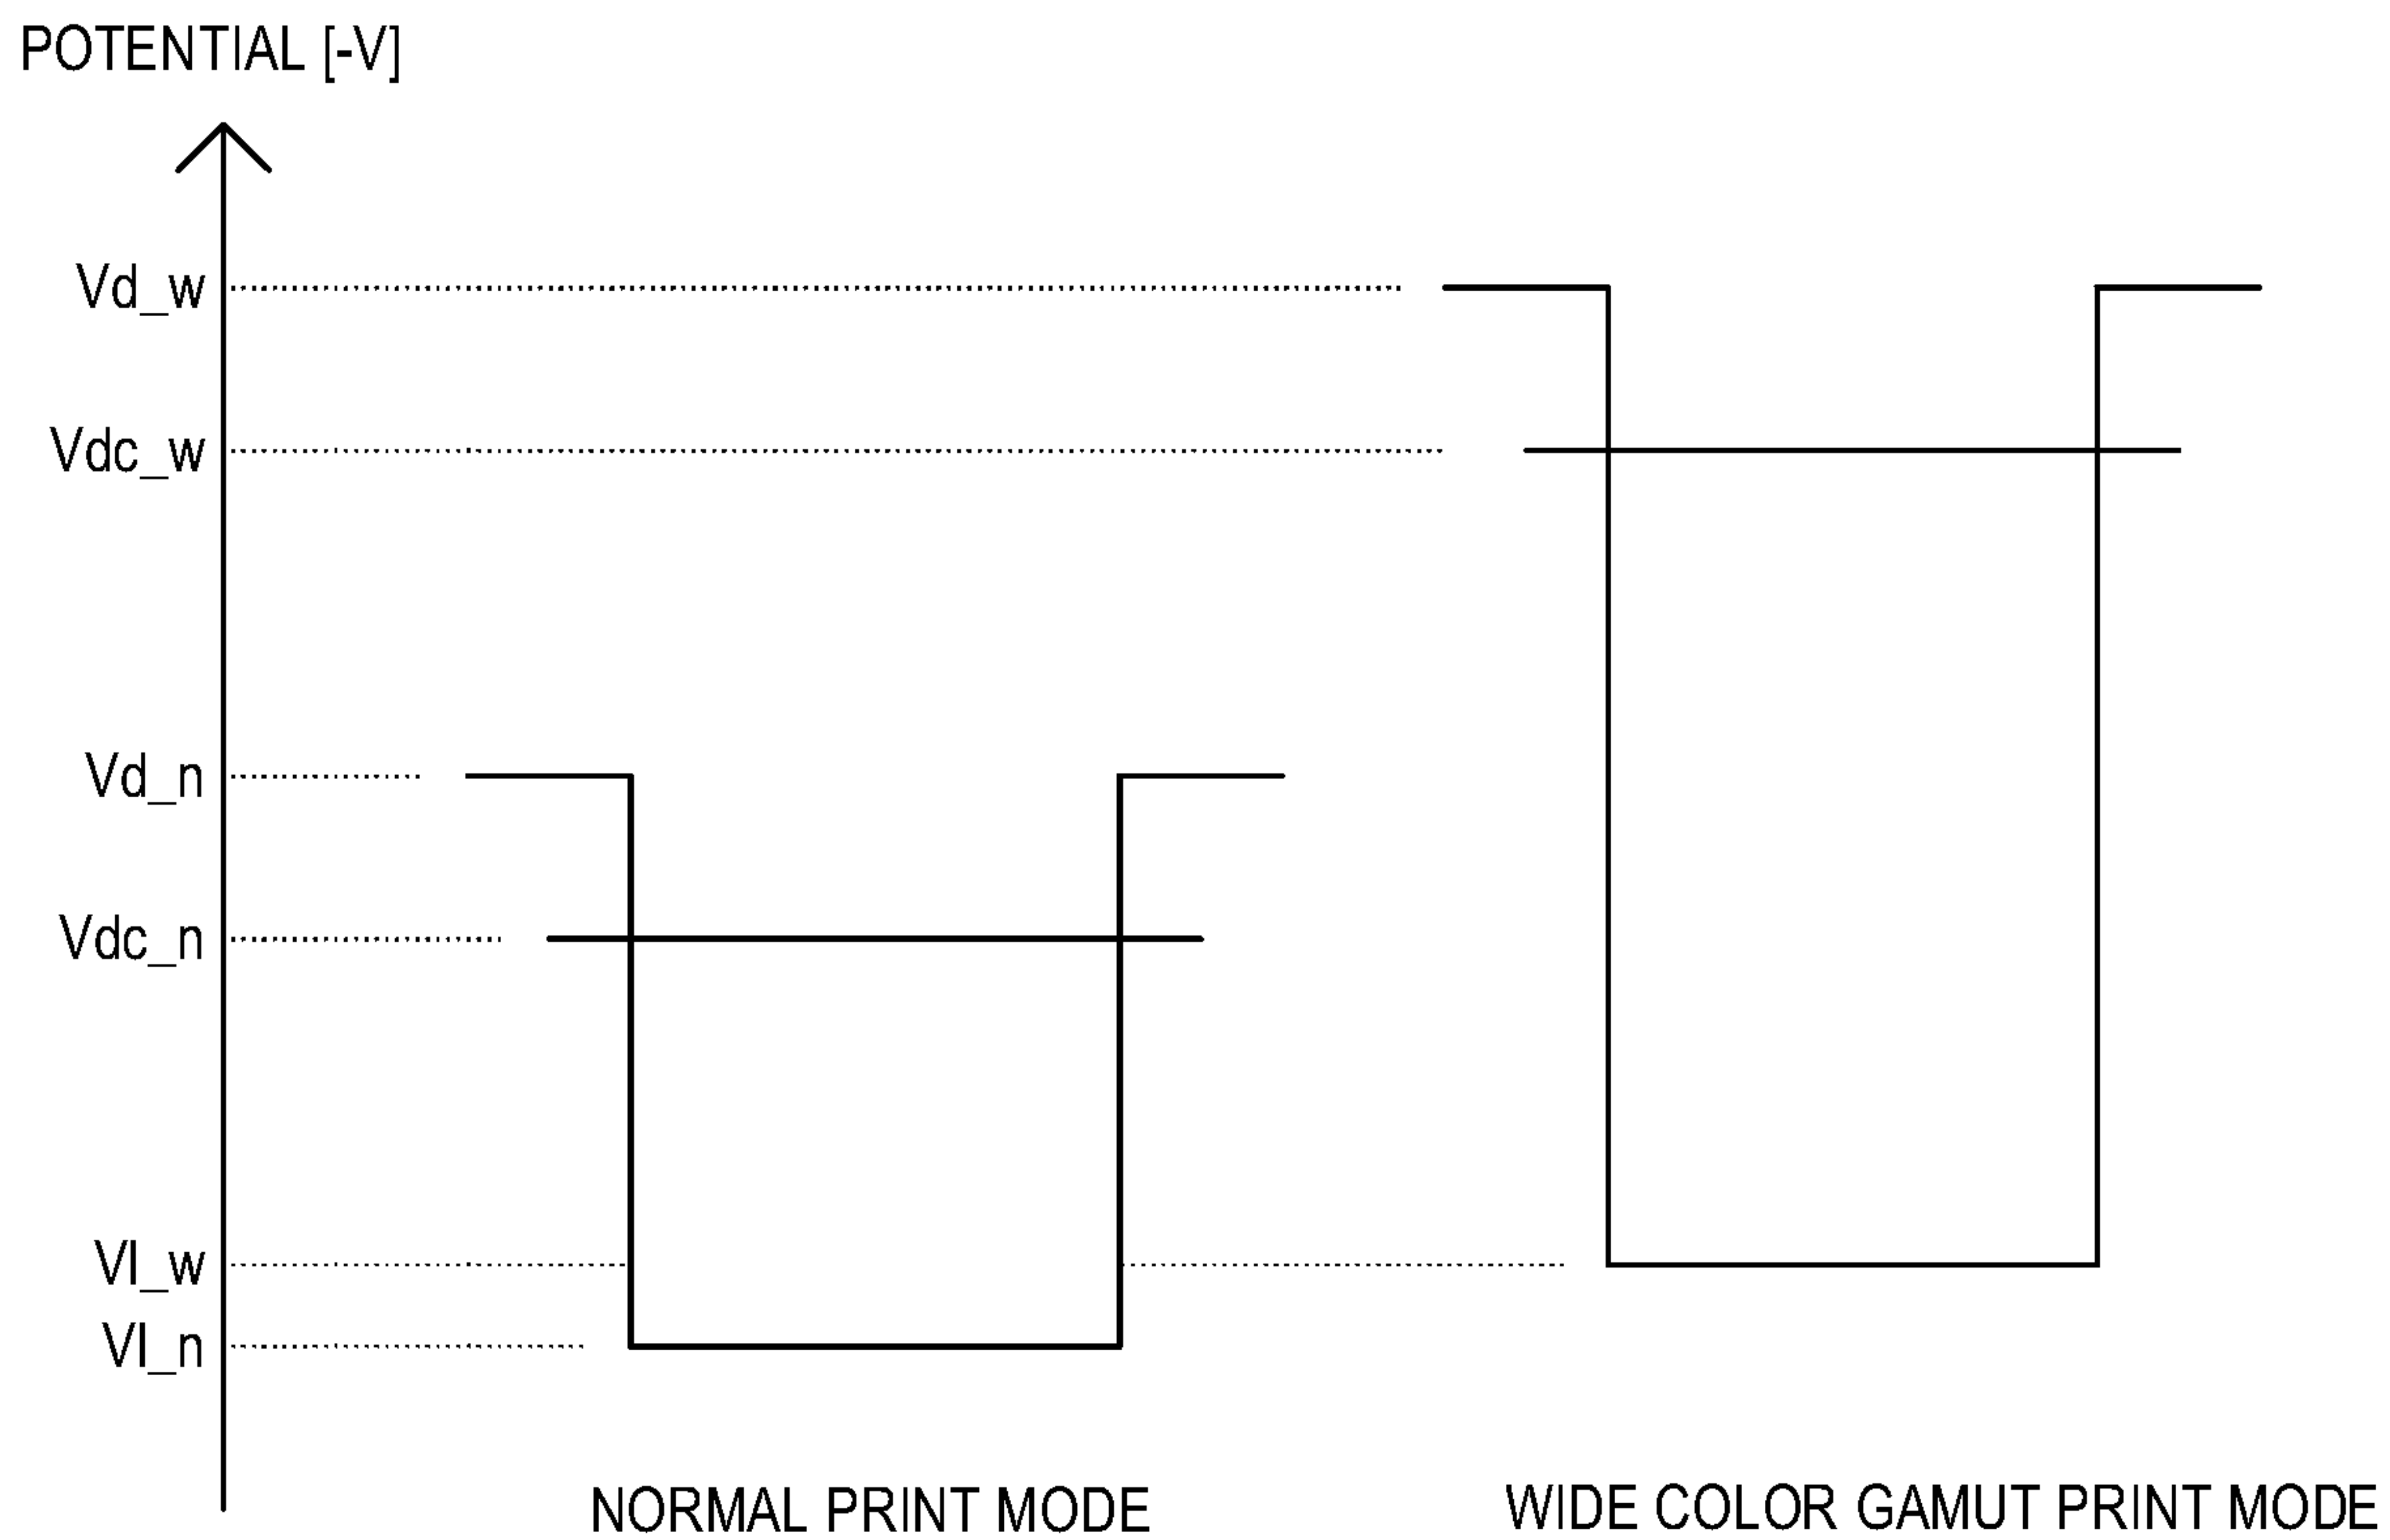 POTENTIAL [-V]
Vd_w
Vdc_w
Vd_n
Vdc_n
Vl_w
Vl_n
NORMAL PRINT MODE
WIDE COLOR GAMUT PRINT MODE